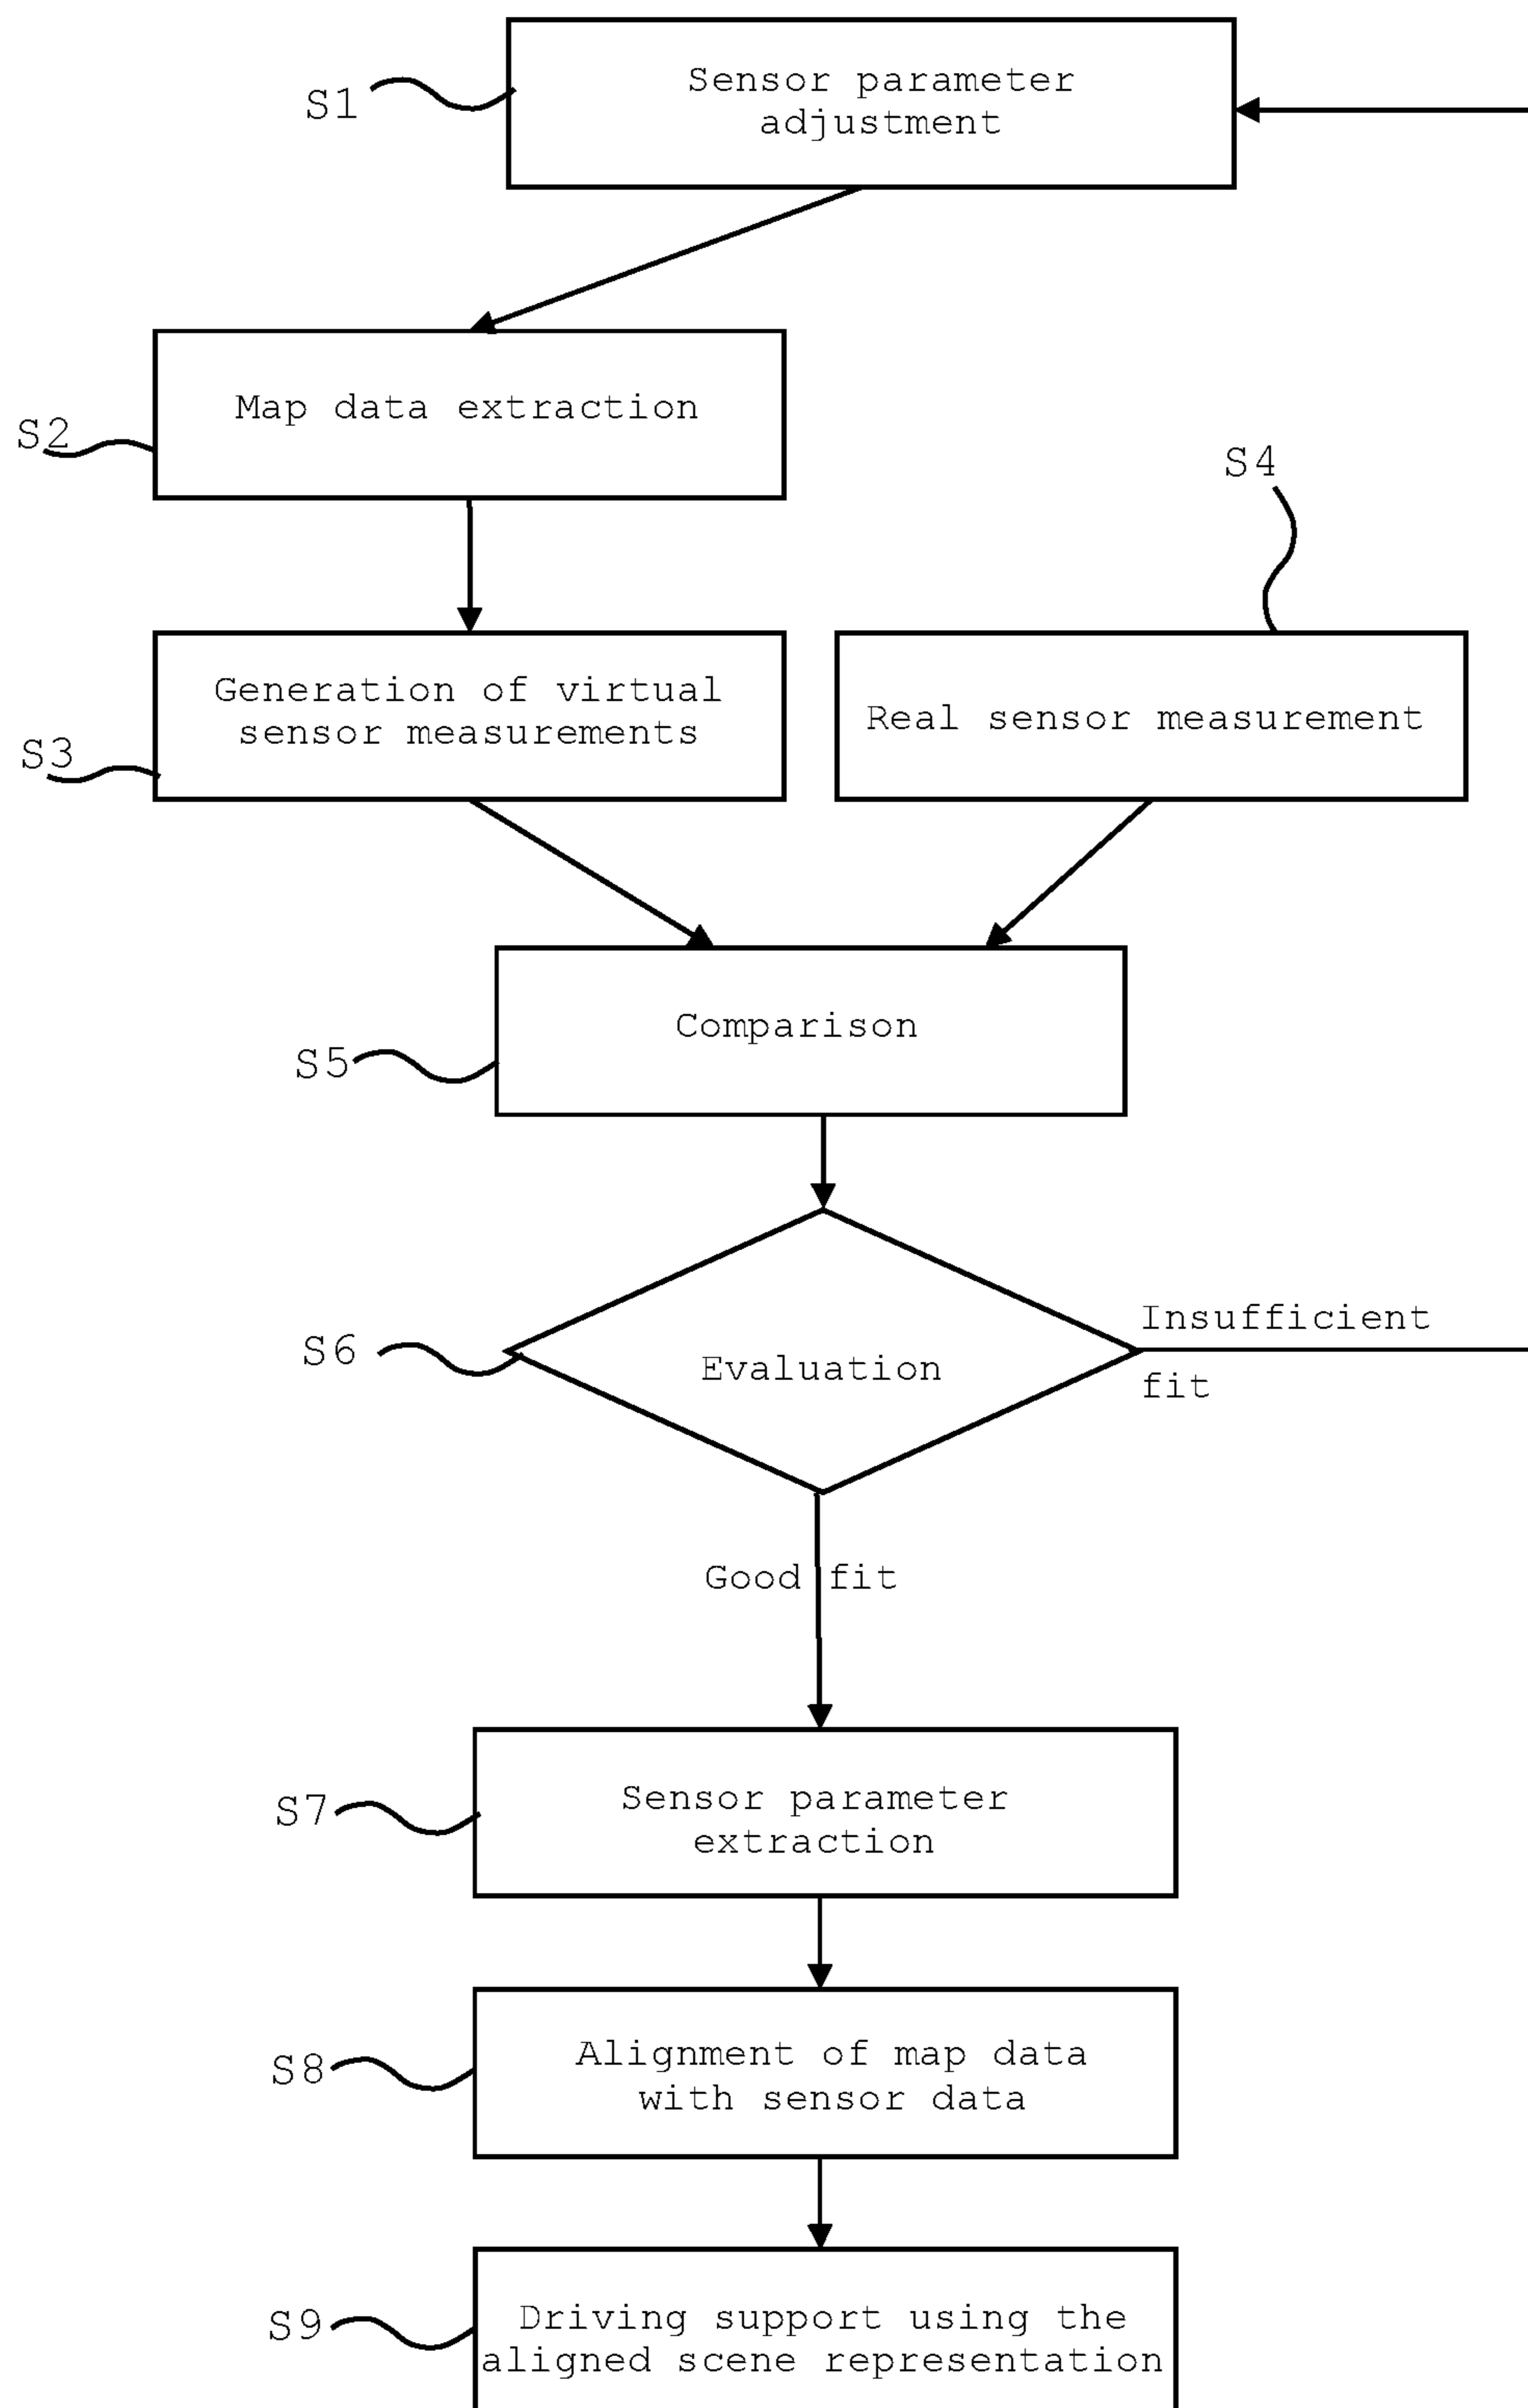 S1
Sensor parameter
adjustment
S2
Map data extraction
S4
S3
Generation of virtual
sensor measurements
Real sensor measurement
S5
Comparison
S6
Evaluation
Insufficient
fit
Good fit
S7
Sensor parameter
extraction
S8
Alignment of map data
with sensor data
S9
Driving support using the
aligned scene representation